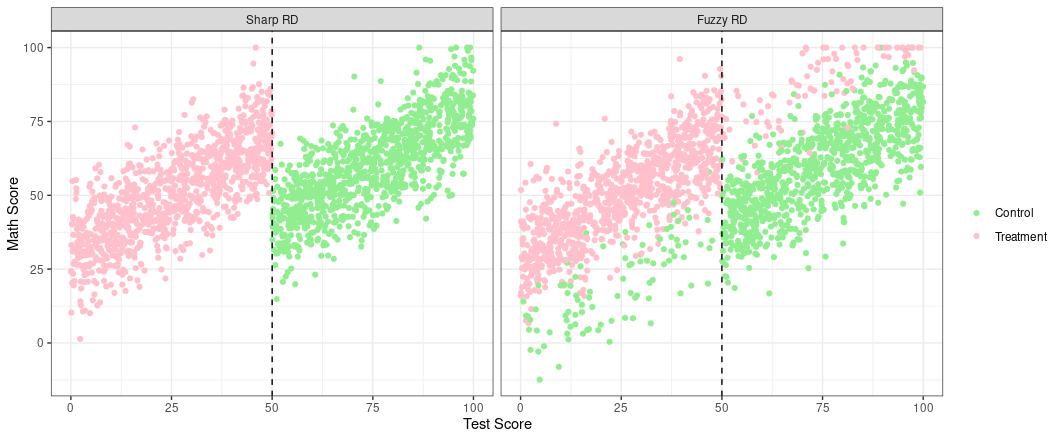 Sharp RD
Fuzzy RD
Math Score
100
75
50
25
0
0 25 50 75 100
0 25 50 75 100
Test Score
Control
Treatment